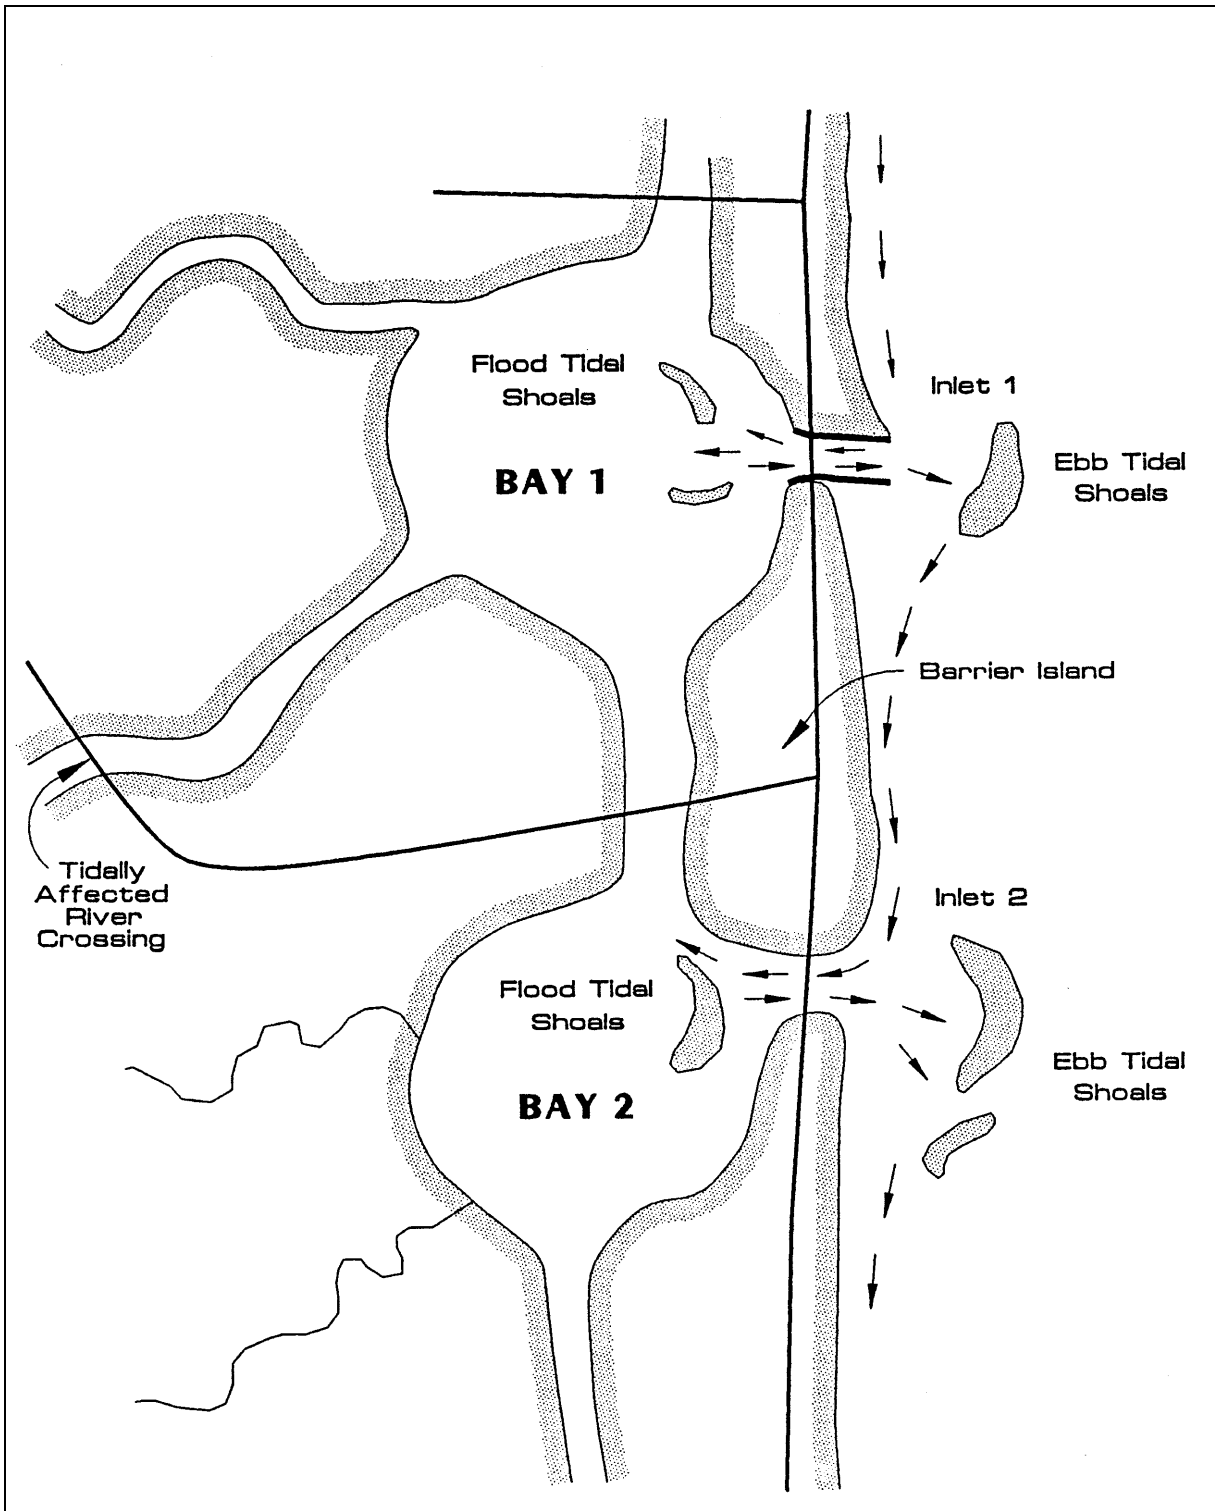 Flood Tidal
Shoals
Inlet 1
BAY 1
Ebb Tidal
Shoals
Barrier Island
Tidally
Affected
River
Crossing
Inlet 2
Flood Tidal
Shoals
Ebb Tidal
Shoals
BAY 2